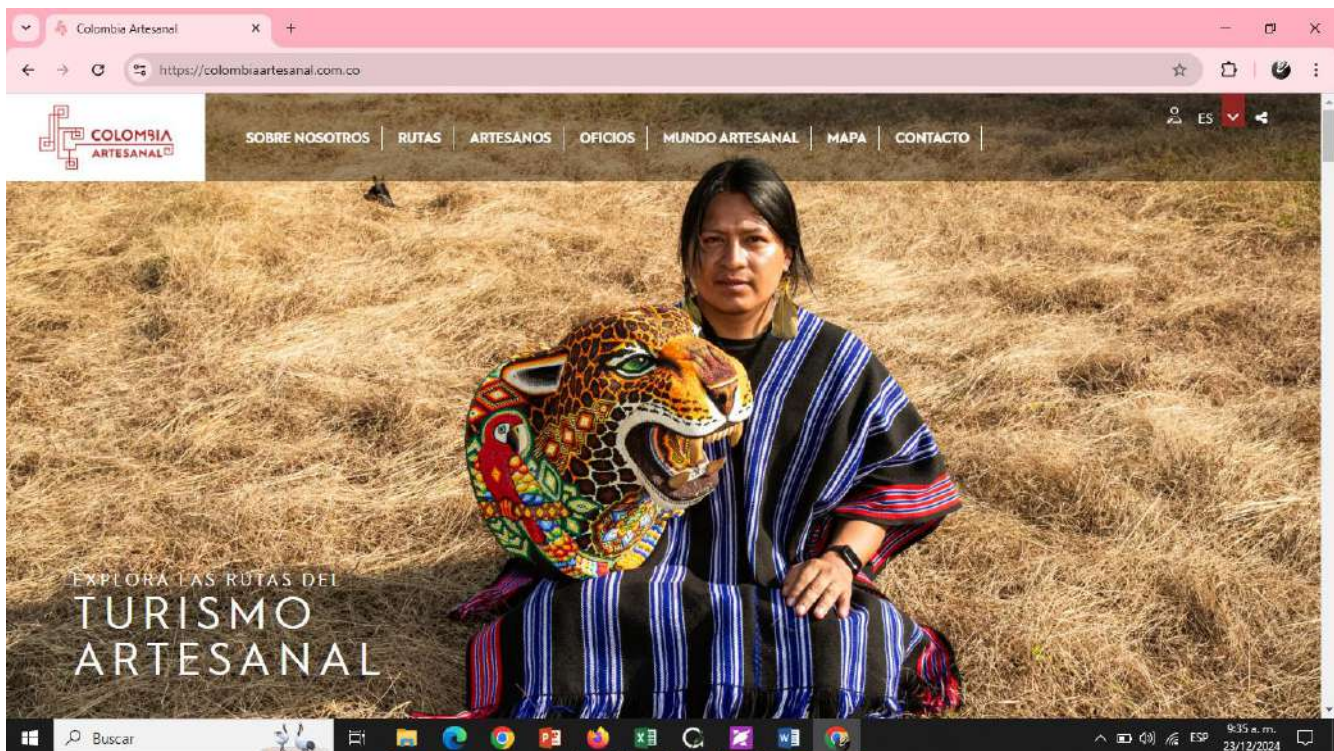 Colombia Artesanal
https://colombiaartesanal.com.co
COLOMBIA
ARTESANAL
SOBRE NOSOTROS RUTAS ARTESANOS OFICIOS MUNDO ARTESANAL MAPA CONTACTO
ES
EXPLORA LAS RUTAS DEL
TURISMO
ARTESANAL
Buscar
ESP
9:35 a. m.
23/12/2024